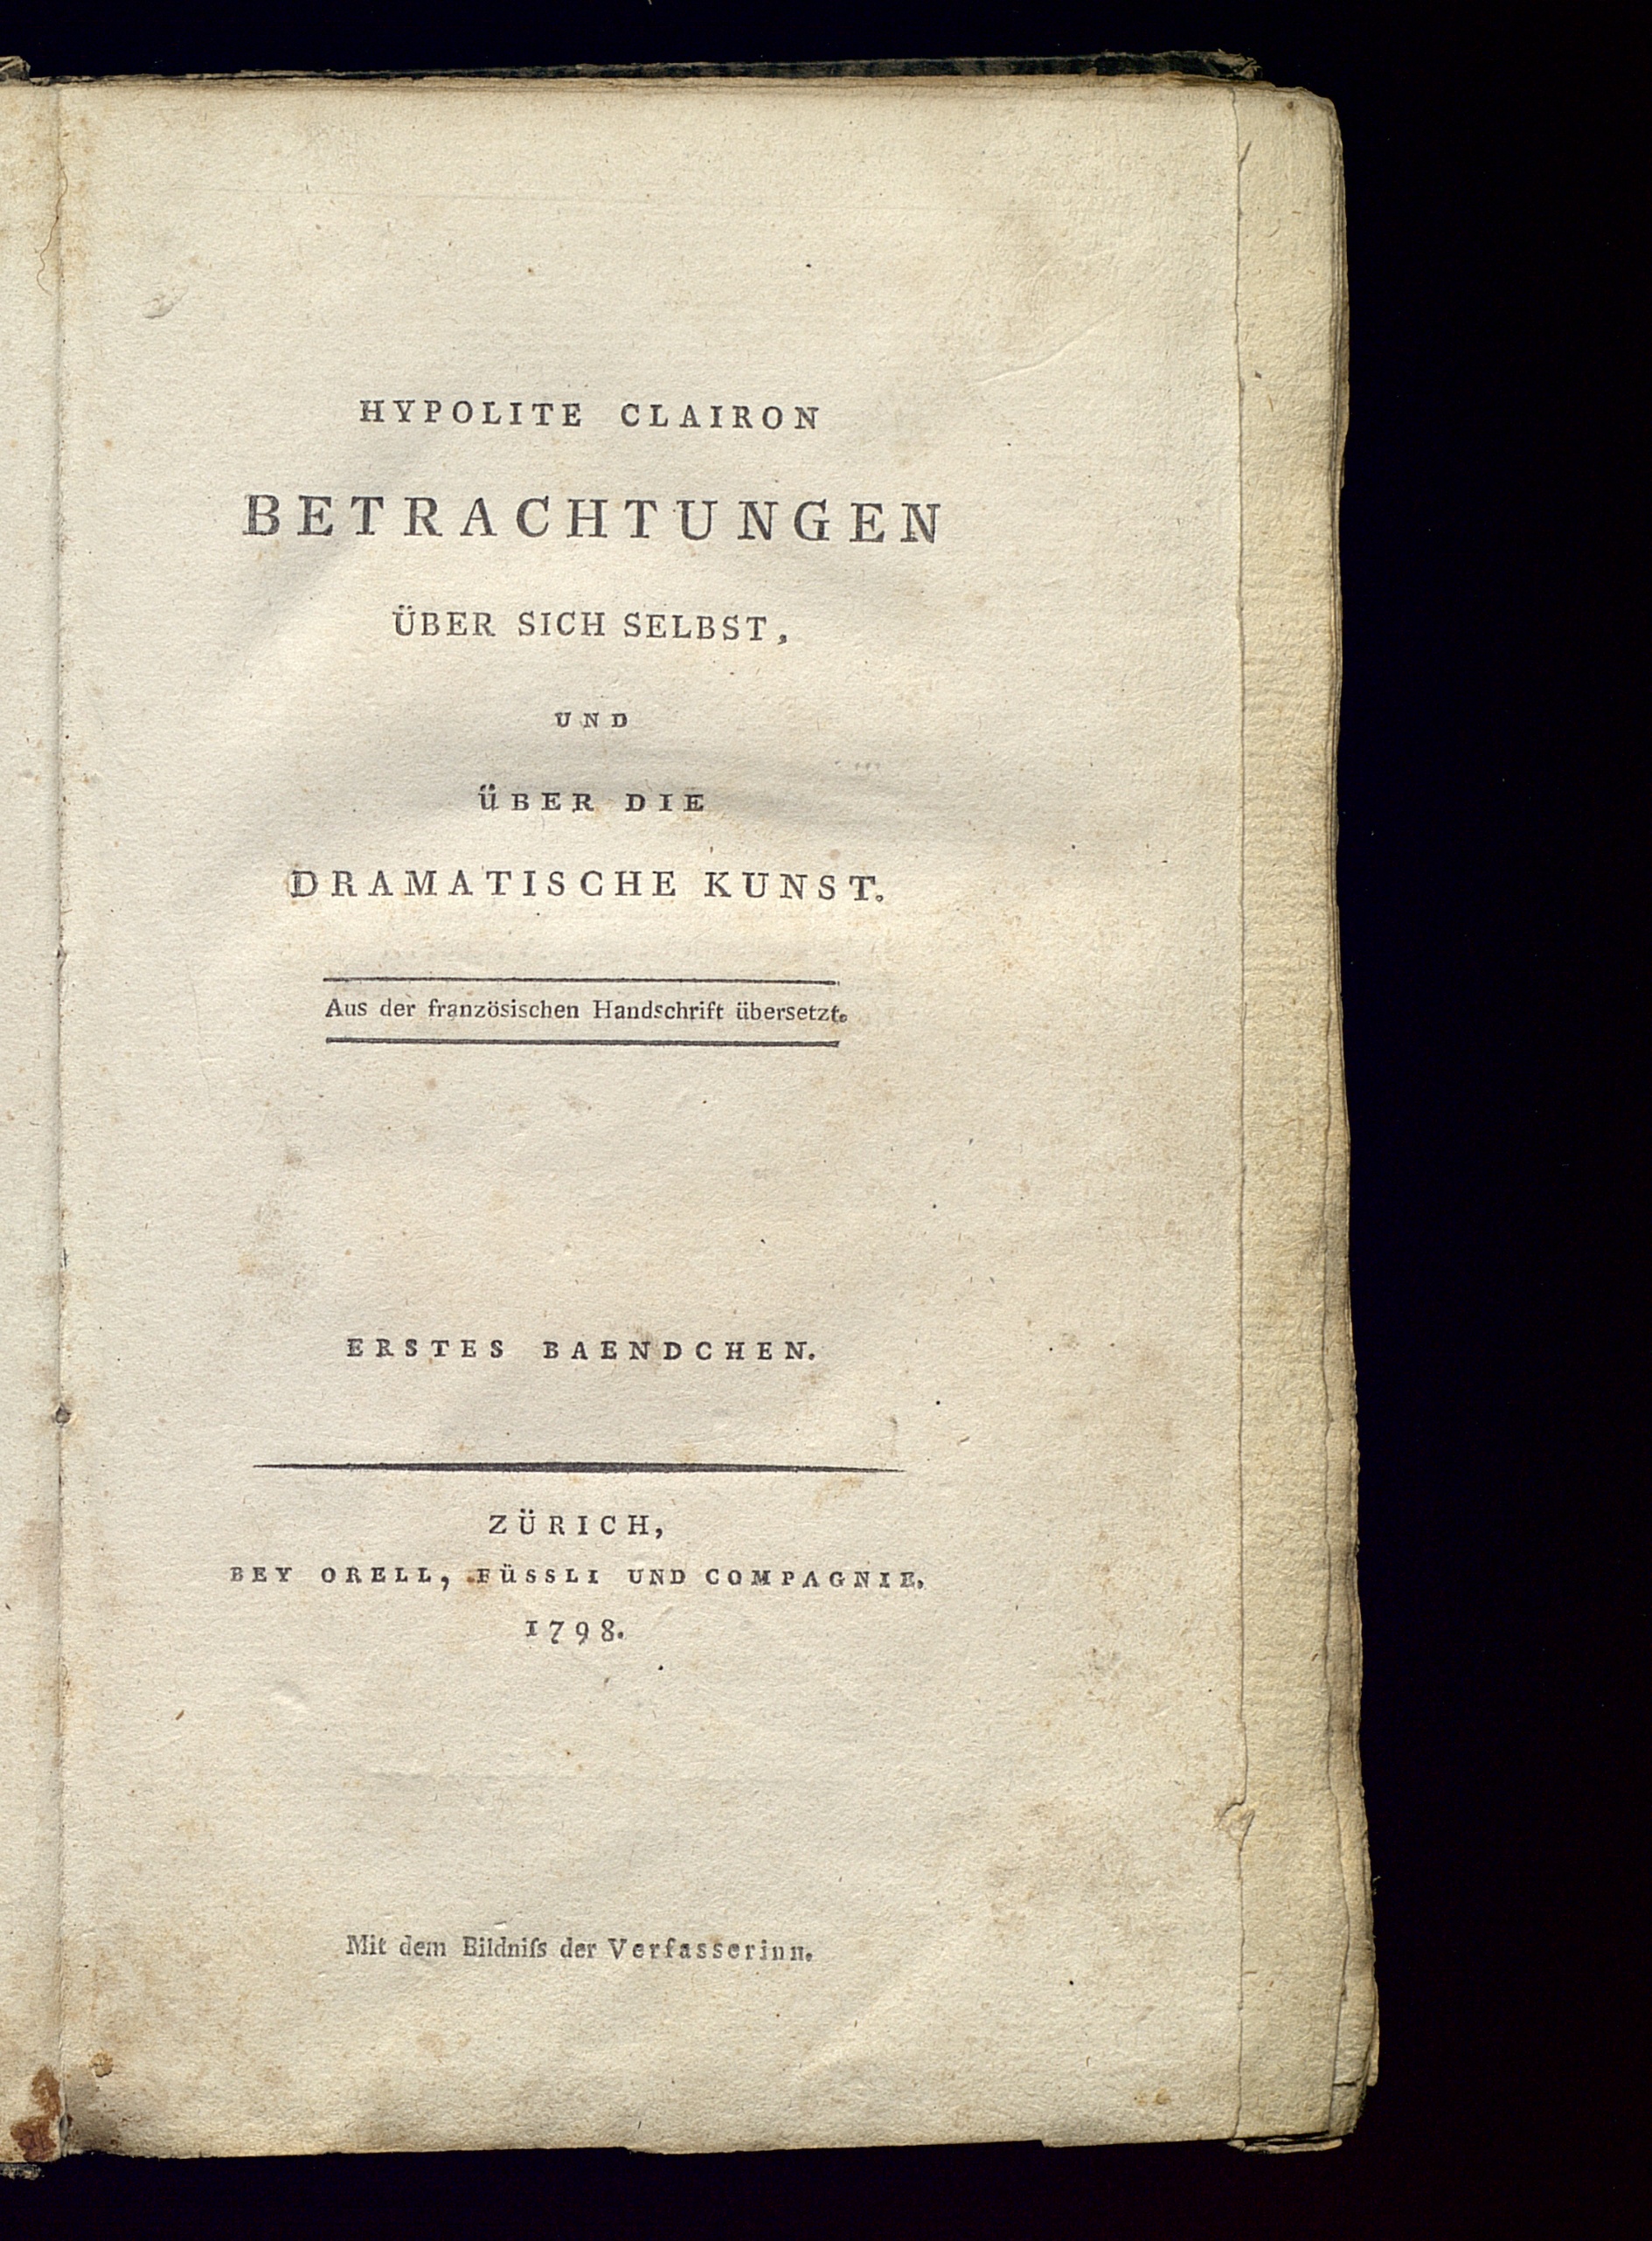 HYPOLITE CLAIRON
BETRACHTUNGEN
ÜBER SICH SELBST,
UND
ÜBER DIE
DRAMATISCHE KUNST.
Aus der französischen Handschrift übersetzt.
ERSTES BAENDCHEN.
ZÜRICH,
BEY ORELL, FÜSSLI UND COMPAGNIE.
1798.
Mit dem Bildniſs der Verfasserinn.